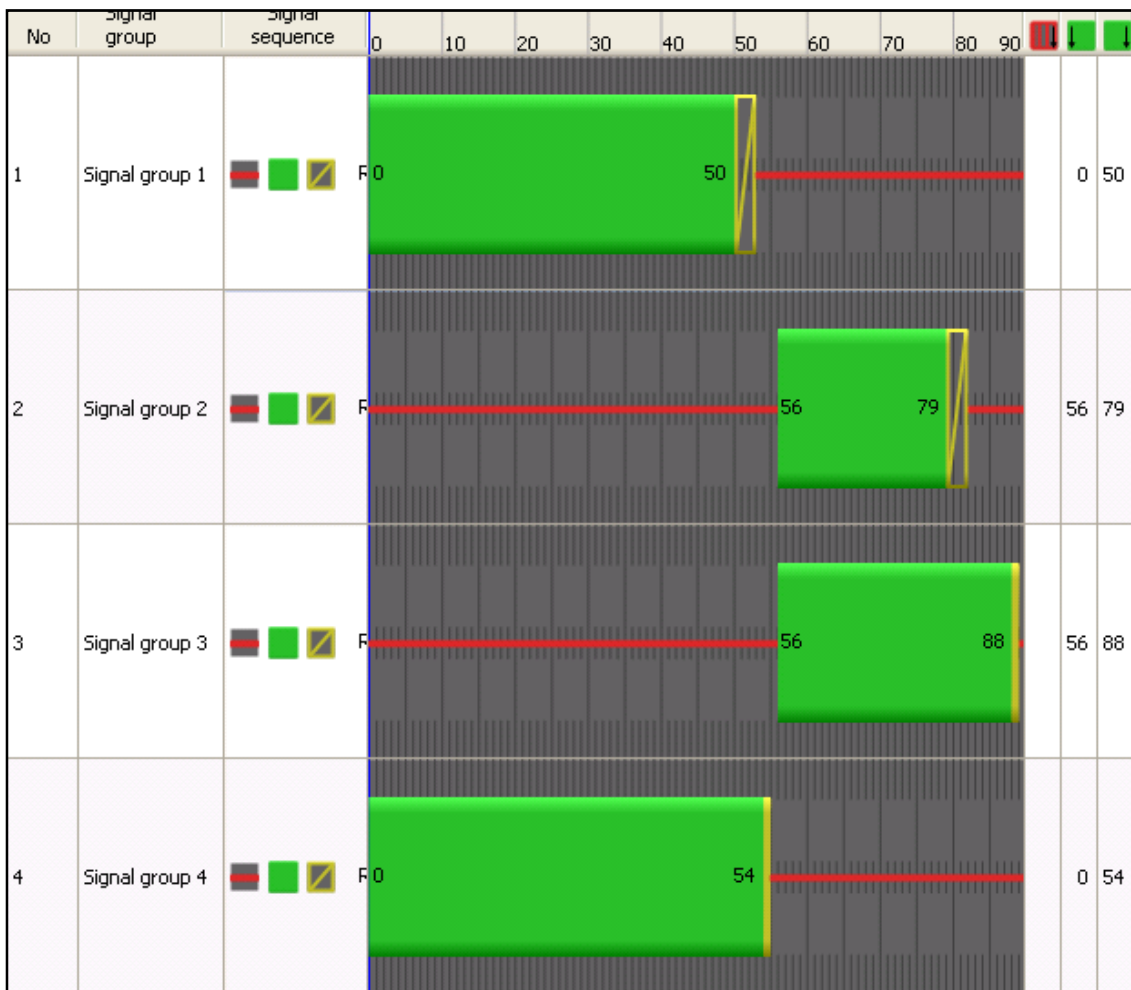 No Signal group Signal sequence 0 10 20 30 40 50 60 70 80 90
1 Signal group 1 R 0 50 0 50
2 Signal group 2 R 56 79 56 79
3 Signal group 3 R 56 88 56 88
4 Signal group 4 R 0 54 0 54